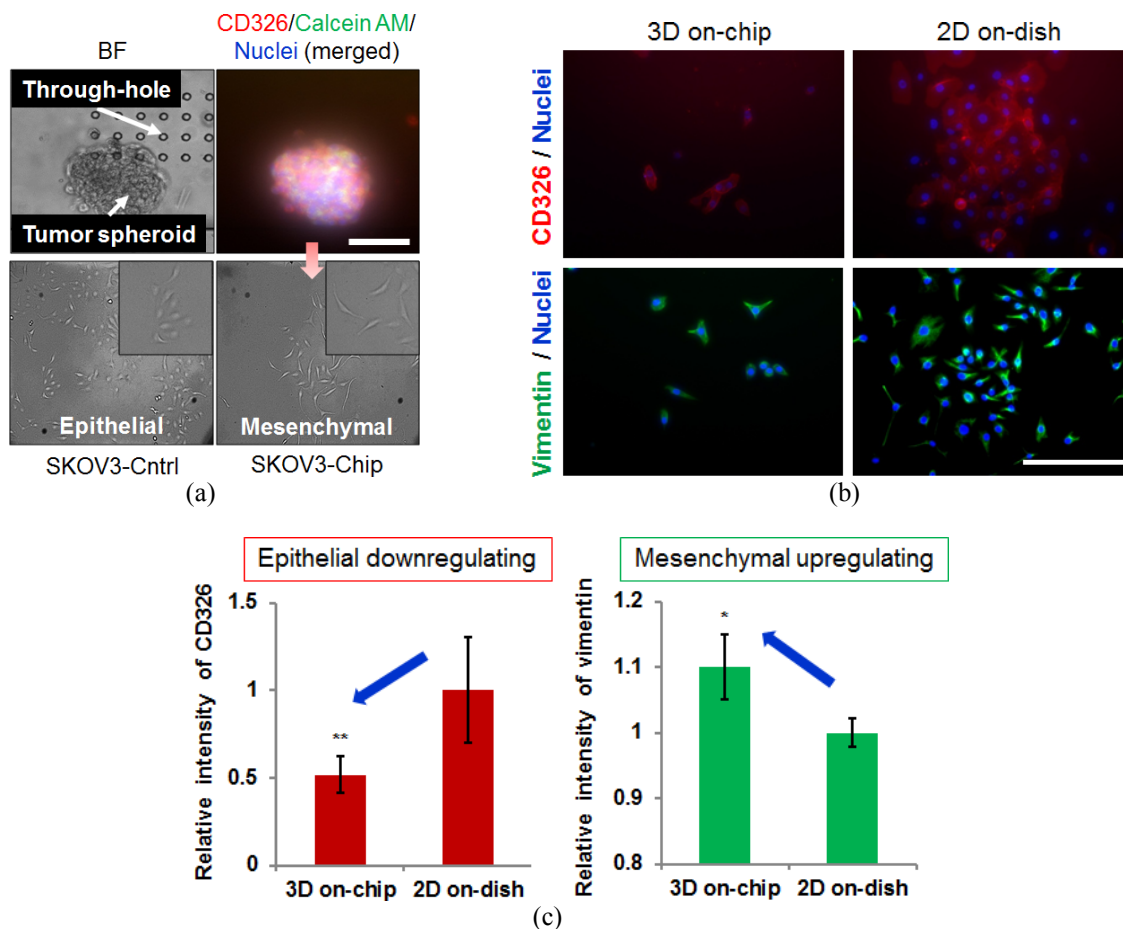 BF
CD326/Calcein AM/
Nuclei (merged)
Through-hole
Tumor spheroid
Epithelial
Mesenchymal
SKOV3-Cntrl
SKOV3-Chip
(a)
3D on-chip
2D on-dish
CD326 / Nuclei
Vimentin / Nuclei
(b)
Epithelial downregulating
Relative intensity of CD326
1.5
1
0.5
0
**
3D on-chip
2D on-dish
Mesenchymal upregulating
Relative intensity of vimentin
1.2
1.1
1
0.9
0.8
*
3D on-chip
2D on-dish
(c)